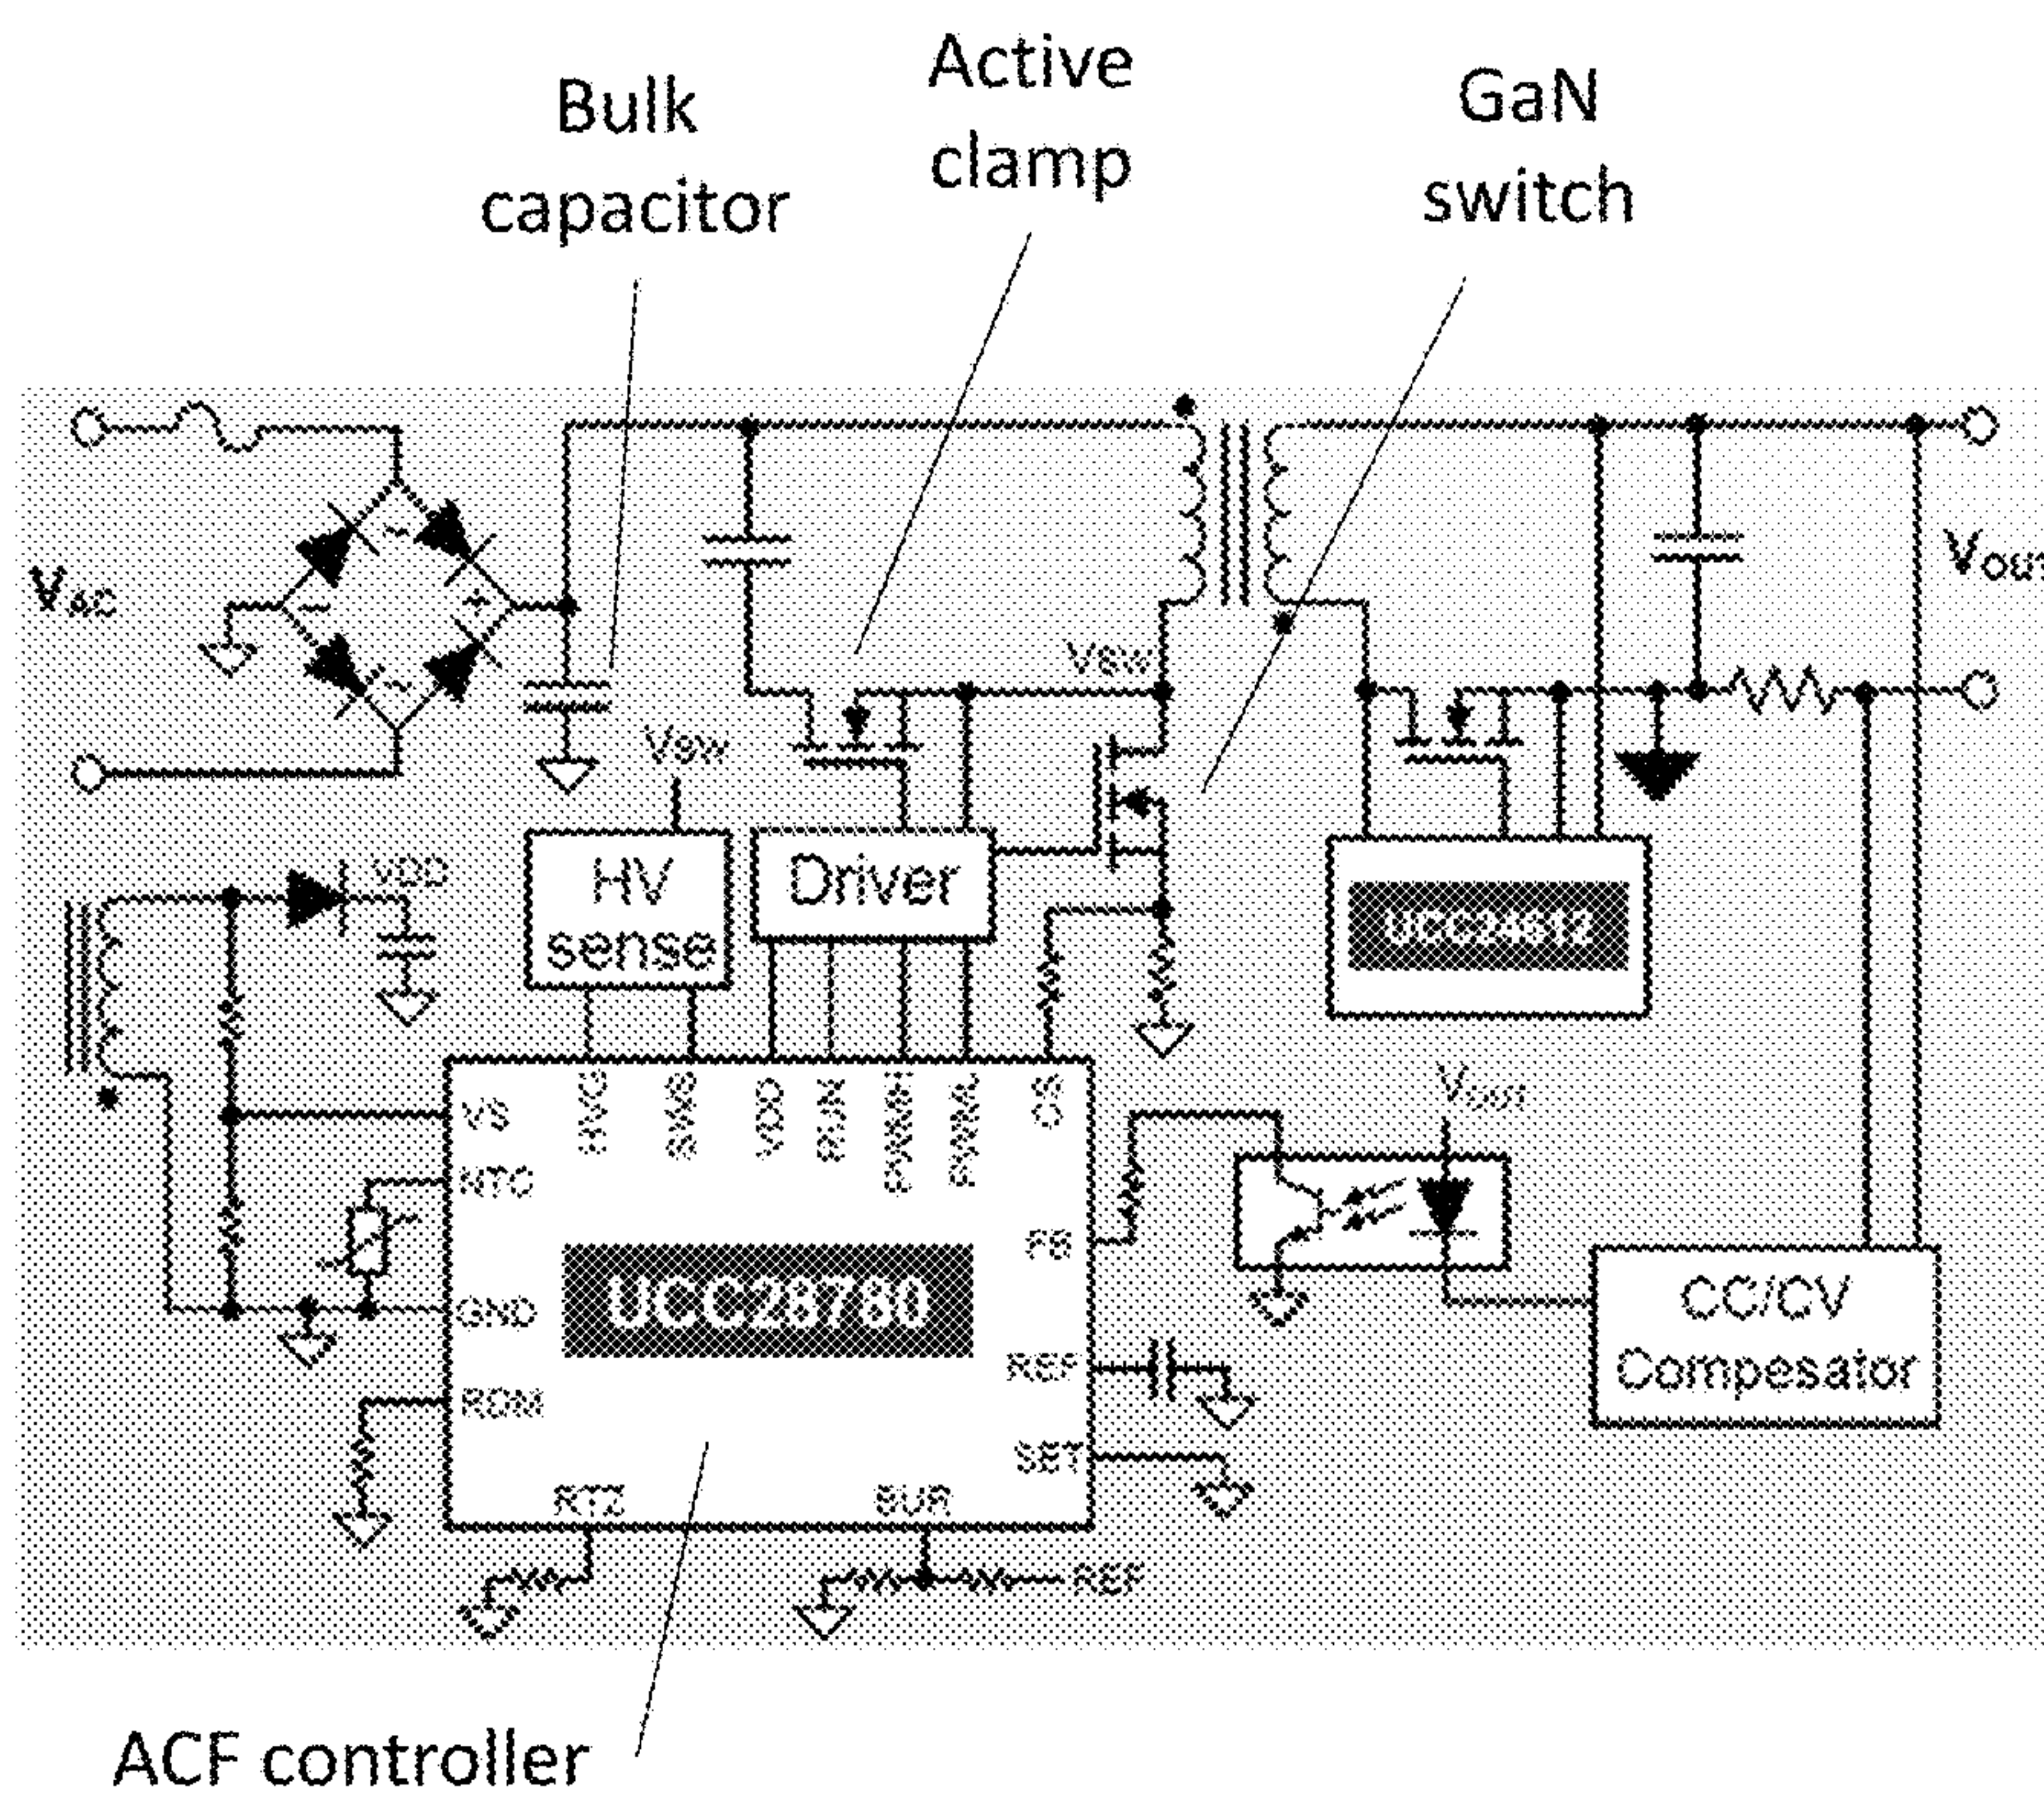 Bulk
capacitor
Active
clamp
GaN
switch
VAC
+
VSW
VSW
VOUT
HV
sense
Driver
VDD
UCC24612
VS
NTC
GND
RDM
HVG
SWS
VDD
RUN
PWMH
PWML
CS
FB
REF
SET
UCC28780
RTZ
BUR
REF
VOUT
CC/CV
Compesator
ACF controller